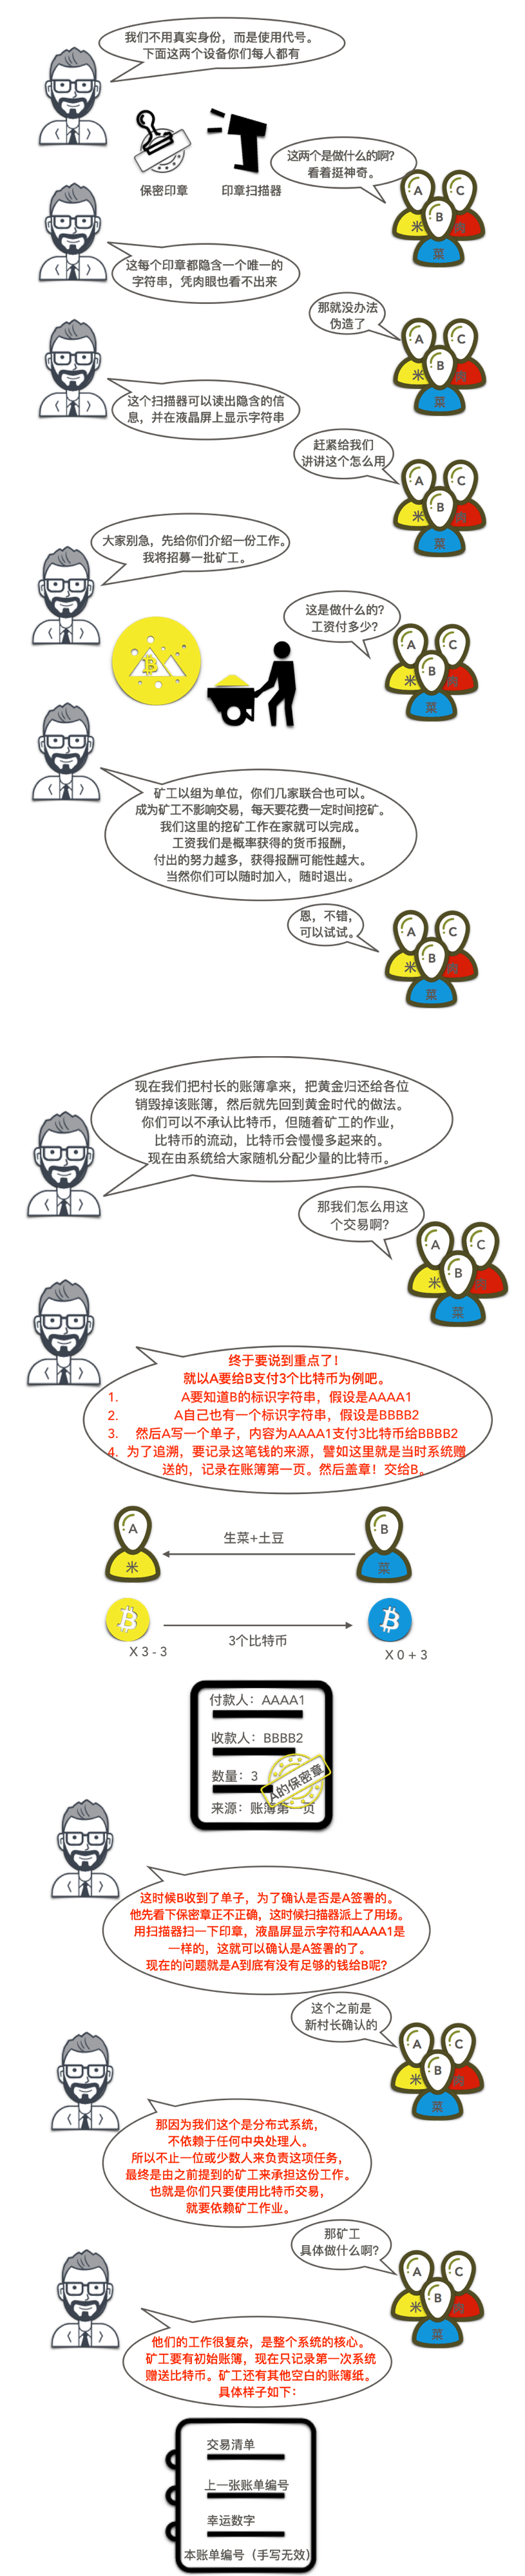 我们不用真实身份，而是使用代号。
下面这两个设备你们每人都有
保密印章
印章扫描器
这两个是做什么的啊？
看着挺神奇。
A
C
B
米
肉
菜
这每个印章都隐含一个唯一的
字符串，凭肉眼也看不出来
那就没办法
伪造了
A
C
B
米
肉
菜
这个扫描器可以读出隐含的信
息，并在液晶屏上显示字符串
赶紧给我们
讲讲这个怎么用
A
C
B
米
肉
菜
大家别急，先给你们介绍一份工作。
我将招募一批矿工。
这是做什么的？
工资付多少？
A
C
B
米
肉
菜
矿工以组为单位，你们几家联合也可以。
成为矿工不影响交易，每天要花费一定时间挖矿。
我们这里的挖矿工作在家就可以完成。
工资我们是概率获得的货币报酬，
付出的努力越多，获得报酬可能性越大。
当然你们可以随时加入，随时退出。
恩，不错，
可以试试。
A
C
B
米
肉
菜
现在我们把村长的账簿拿来，把黄金归还给各位
销毁掉该账簿，然后就先回到黄金时代的做法。
你们可以不承认比特币，但随着矿工的作业，
比特币的流动，比特币会慢慢多起来的。
现在由系统给大家随机分配少量的比特币。
那我们怎么用这
个交易啊？
A
C
B
米
肉
菜
终于要说到重点了！
就以A要给B支付3个比特币为例吧。
1. A要知道B的标识字符串，假设是AAAA1
2. A自己也有一个标识字符串，假设是BBBB2
3. 然后A写一个单子，内容为AAAA1支付3比特币给BBBB2
4. 为了追溯，要记录这笔钱的来源，譬如这里就是当时系统赠
送的，记录在账簿第一页。然后盖章！交给B。
A
米
生菜+土豆
B
菜
X 3 - 3
3个比特币
X 0 + 3
付款人：AAAA1
收款人：BBBB2
数量：3
A的保密章
来源：账簿第一页
这时候B收到了单子，为了确认是否是A签署的。
他先看下保密章正不正确，这时候扫描器派上了用场。
用扫描器扫一下印章，液晶屏显示字符和AAAA1是
一样的，这就可以确认是A签署的了。
现在的问题就是A到底有没有足够的钱给B呢？
这个之前是
新村长确认的
A
C
B
米
肉
菜
那因为我们这个是分布式系统，
不依赖于任何中央处理人。
所以不止一位或少数人来负责这项任务，
最终是由之前提到的矿工来承担这份工作。
也就是你们只要使用比特币交易，
就要依赖矿工作业。
那矿工
具体做什么啊？
A
C
B
米
肉
菜
他们的工作很复杂，是整个系统的核心。
矿工要有初始账簿，现在只记录第一次系统
赠送比特币。矿工还有其他空白的账簿纸。
具体样子如下：
交易清单
上一张账单编号
幸运数字
本账单编号（手写无效）